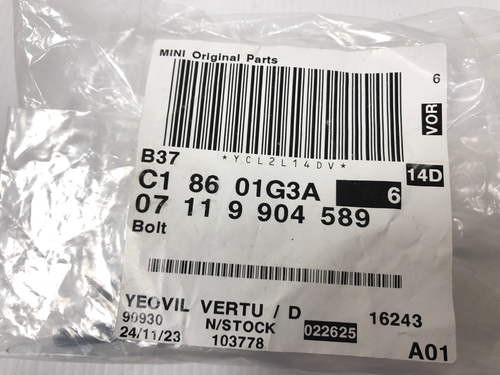 MINI Original Parts
6
VOR
B37
*YCL2L14DV*
14D
C1 86 01G3A 6
07 11 9 904 589
Bolt
YEOVIL VERTU / D 16243
90930 N/STOCK 022625
24/11/23 103778 A01